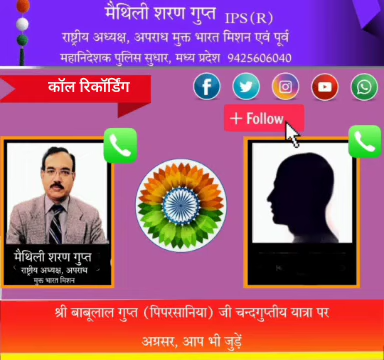 मैथिली शरण गुप्त IPS(R)
राष्ट्रीय अध्यक्ष, अपराध मुक्त भारत मिशन एवं पूर्व
महानिदेशक पुलिस सुधार, मध्य प्रदेश 9425606040
कॉल रिकॉर्डिंग
+ Follow
मैथिली शरण गुप्त
राष्ट्रीय अध्यक्ष, अपराध
मुक्त भारत मिशन
श्री बाबूलाल गुप्त (पिपरसानिया) जी चन्दगुप्तीय यात्रा पर
अग्रसर, आप भी जुड़ें